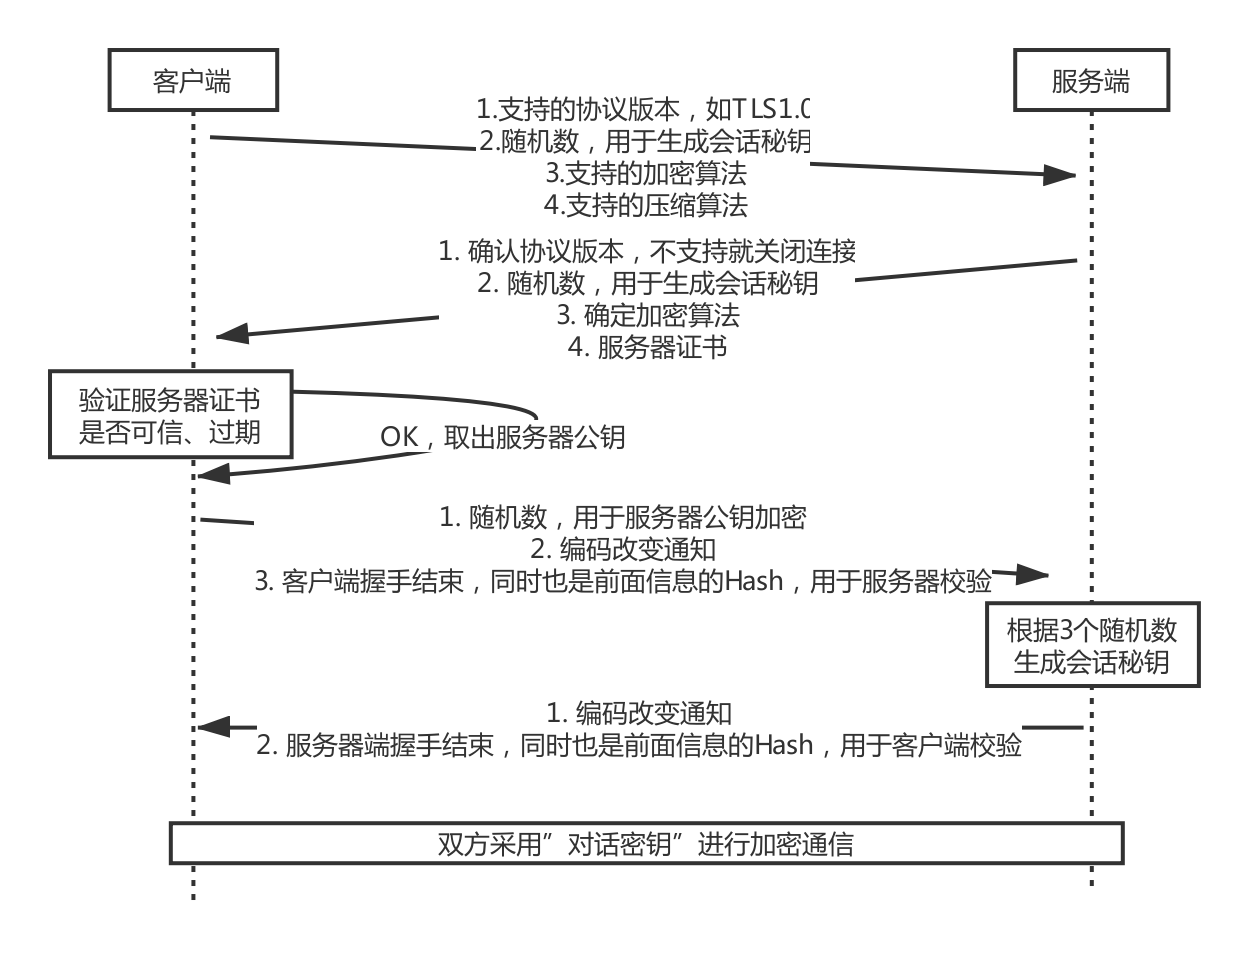 客户端
服务端
1.支持的协议版本，如TLS1.0
2.随机数，用于生成会话秘钥
3.支持的加密算法
4.支持的压缩算法
1. 确认协议版本，不支持就关闭连接
2. 随机数，用于生成会话秘钥
3. 确定加密算法
4. 服务器证书
验证服务器证书
是否可信、过期
OK，取出服务器公钥
1. 随机数，用于服务器公钥加密
2. 编码改变通知
3. 客户端握手结束，同时也是前面信息的Hash，用于服务器校验
根据3个随机数
生成会话秘钥
1. 编码改变通知
2. 服务器端握手结束，同时也是前面信息的Hash，用于客户端校验
双方采用”对话密钥”进行加密通信